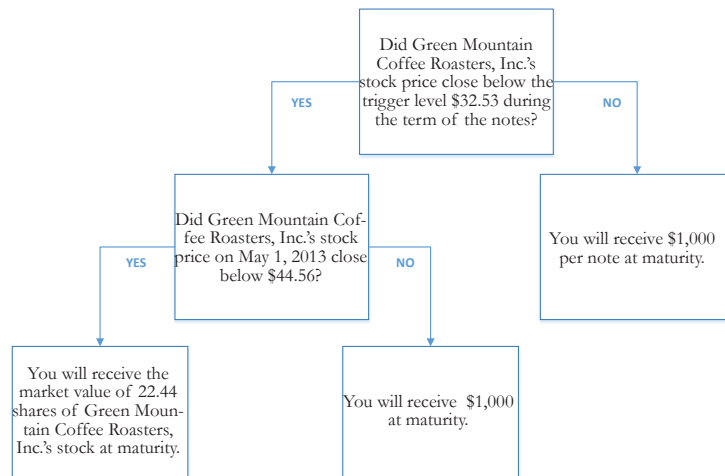 Did Green Mountain
Coffee Roasters, Inc.'s
stock price close below the
trigger level $32.53 during
the term of the notes?
YES
NO
Did Green Mountain Cof-
fee Roasters, Inc.'s stock
price on May 1, 2013 close
below $44.56?
You will receive $1,000
per note at maturity.
YES
NO
You will receive the
market value of 22.44
shares of Green Moun-
tain Coffee Roasters,
Inc.'s stock at maturity.
You will receive $1,000
at maturity.